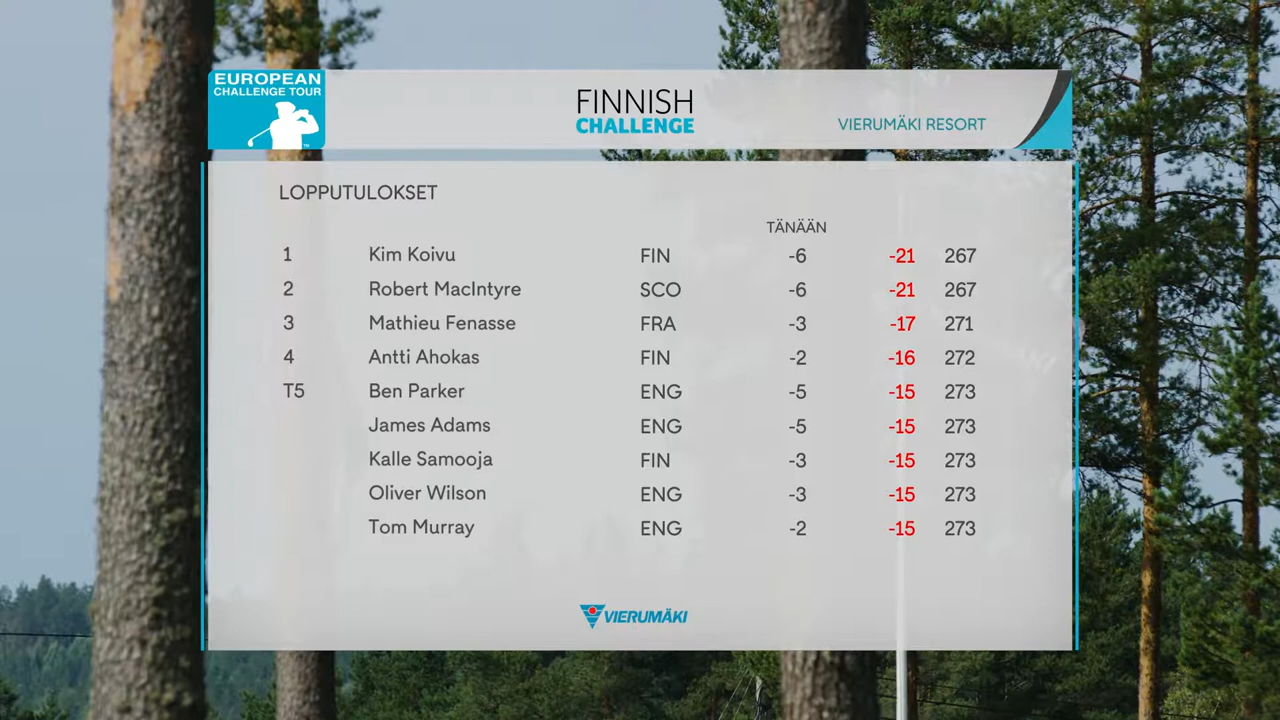 EUROPEAN
CHALLENGE TOUR
FINNISH
CHALLENGE
VIERUMÄKI RESORT
LOPPUTULOKSET
TÄNÄÄN
1 Kim Koivu FIN -6 -21 267
2 Robert MacIntyre SCO -6 -21 267
3 Mathieu Fenasse FRA -3 -17 271
4 Antti Ahokas FIN -2 -16 272
T5 Ben Parker ENG -5 -15 273
James Adams ENG -5 -15 273
Kalle Samooja FIN -3 -15 273
Oliver Wilson ENG -3 -15 273
Tom Murray ENG -2 -15 273
VIERUMÄKI